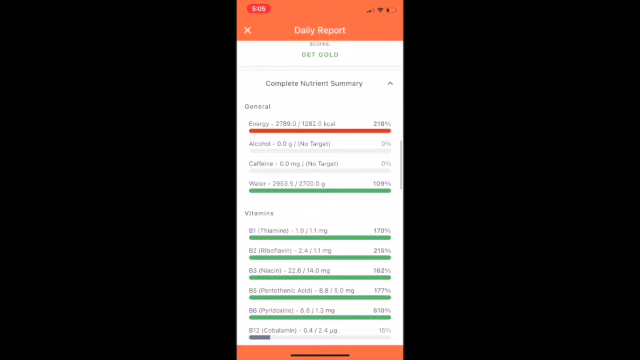 5:05
Daily Report
scores.
GET GOLD
Complete Nutrient Summary
General
Energy - 2789.0 / 1282.0 kcal 218%
Alcohol - 0.0 g / (No Target) 0%
Caffeine - 0.0 mg / (No Target) 0%
Water - 2953.5 / 2700.0 g 109%
Vitamins
B1 (Thiamine) - 1.9 / 1.1 mg 170%
B2 (Riboflavin) - 2.4 / 1.1 mg 215%
B3 (Niacin) - 22.6 / 14.0 mg 162%
B5 (Pantothenic Acid) - 8.8 / 5.0 mg 177%
B6 (Pyridoxine) - 6.6 / 1.3 mg 510%
B12 (Cobalamin) - 0.4 / 2.4 µg 15%